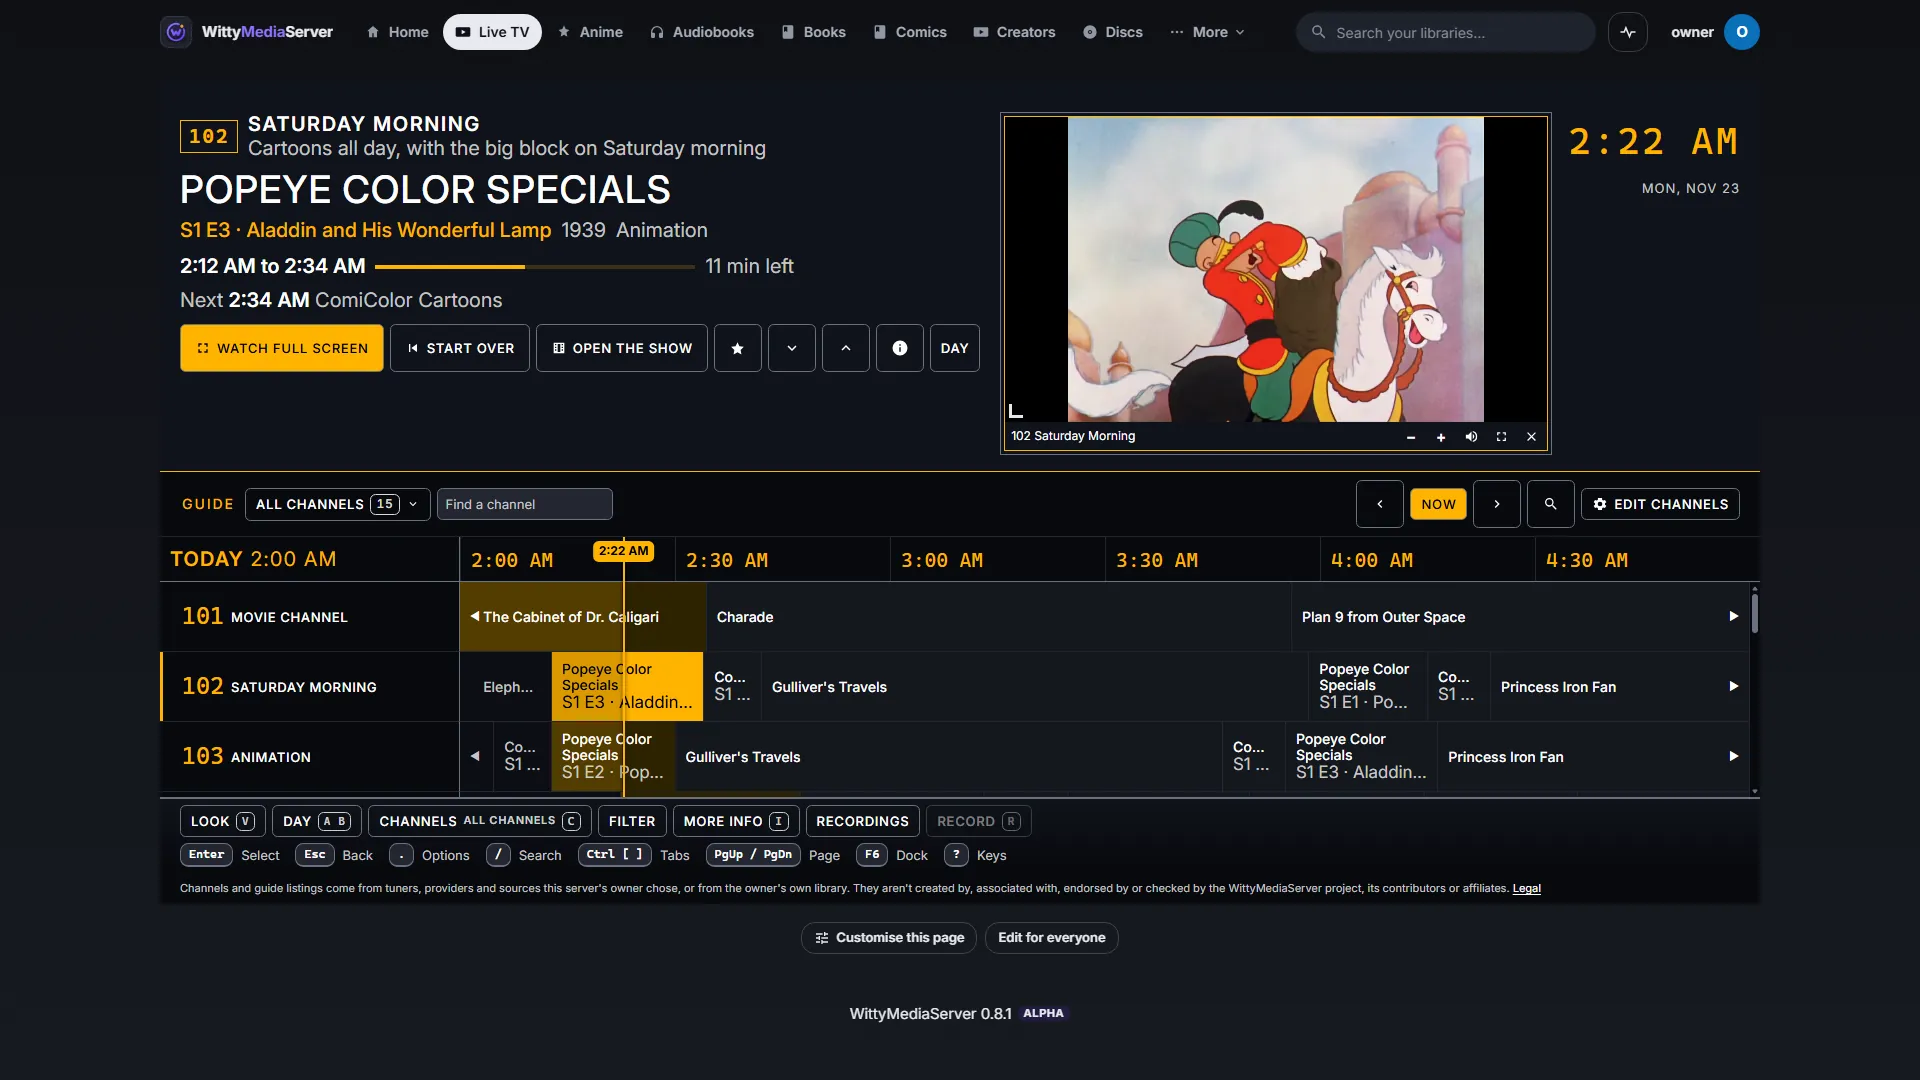 WittyMediaServer
Home
Live TV
Anime
Audiobooks
Books
Comics
Creators
Discs
More
Search your libraries...
owner
O
102
SATURDAY MORNING
Cartoons all day, with the big block on Saturday morning
POPEYE COLOR SPECIALS
S1 E3 · Aladdin and His Wonderful Lamp 1939 Animation
2:12 AM to 2:34 AM 11 min left
Next 2:34 AM ComiColor Cartoons
WATCH FULL SCREEN
START OVER
OPEN THE SHOW
DAY
102 Saturday Morning
2:22 AM
MON, NOV 23
GUIDE
ALL CHANNELS 15
Find a channel
NOW
EDIT CHANNELS
TODAY 2:00 AM
2:00 AM
2:22 AM
2:30 AM
3:00 AM
3:30 AM
4:00 AM
4:30 AM
101 MOVIE CHANNEL
The Cabinet of Dr. Caligari
Charade
Plan 9 from Outer Space
102 SATURDAY MORNING
Eleph...
Popeye Color
Specials
S1 E3 · Aladdin...
Co...
S1 ...
Gulliver's Travels
Popeye Color
Specials
S1 E1 · Po...
Co...
S1 ...
Princess Iron Fan
103 ANIMATION
Co...
S1 ...
Popeye Color
Specials
S1 E2 · Pop...
Gulliver's Travels
Co...
S1 ...
Popeye Color
Specials
S1 E3 · Aladdin...
Princess Iron Fan
LOOK V
DAY A B
CHANNELS ALL CHANNELS C
FILTER
MORE INFO I
RECORDINGS
RECORD R
Enter Select
Esc Back
. Options
/ Search
Ctrl [ ] Tabs
PgUp / PgDn Page
F6 Dock
? Keys
Channels and guide listings come from tuners, providers and sources this server's owner chose, or from the owner's own library. They aren't created by, associated with, endorsed by or checked by the WittyMediaServer project, its contributors or affiliates. Legal
Customise this page
Edit for everyone
WittyMediaServer 0.8.1 ALPHA